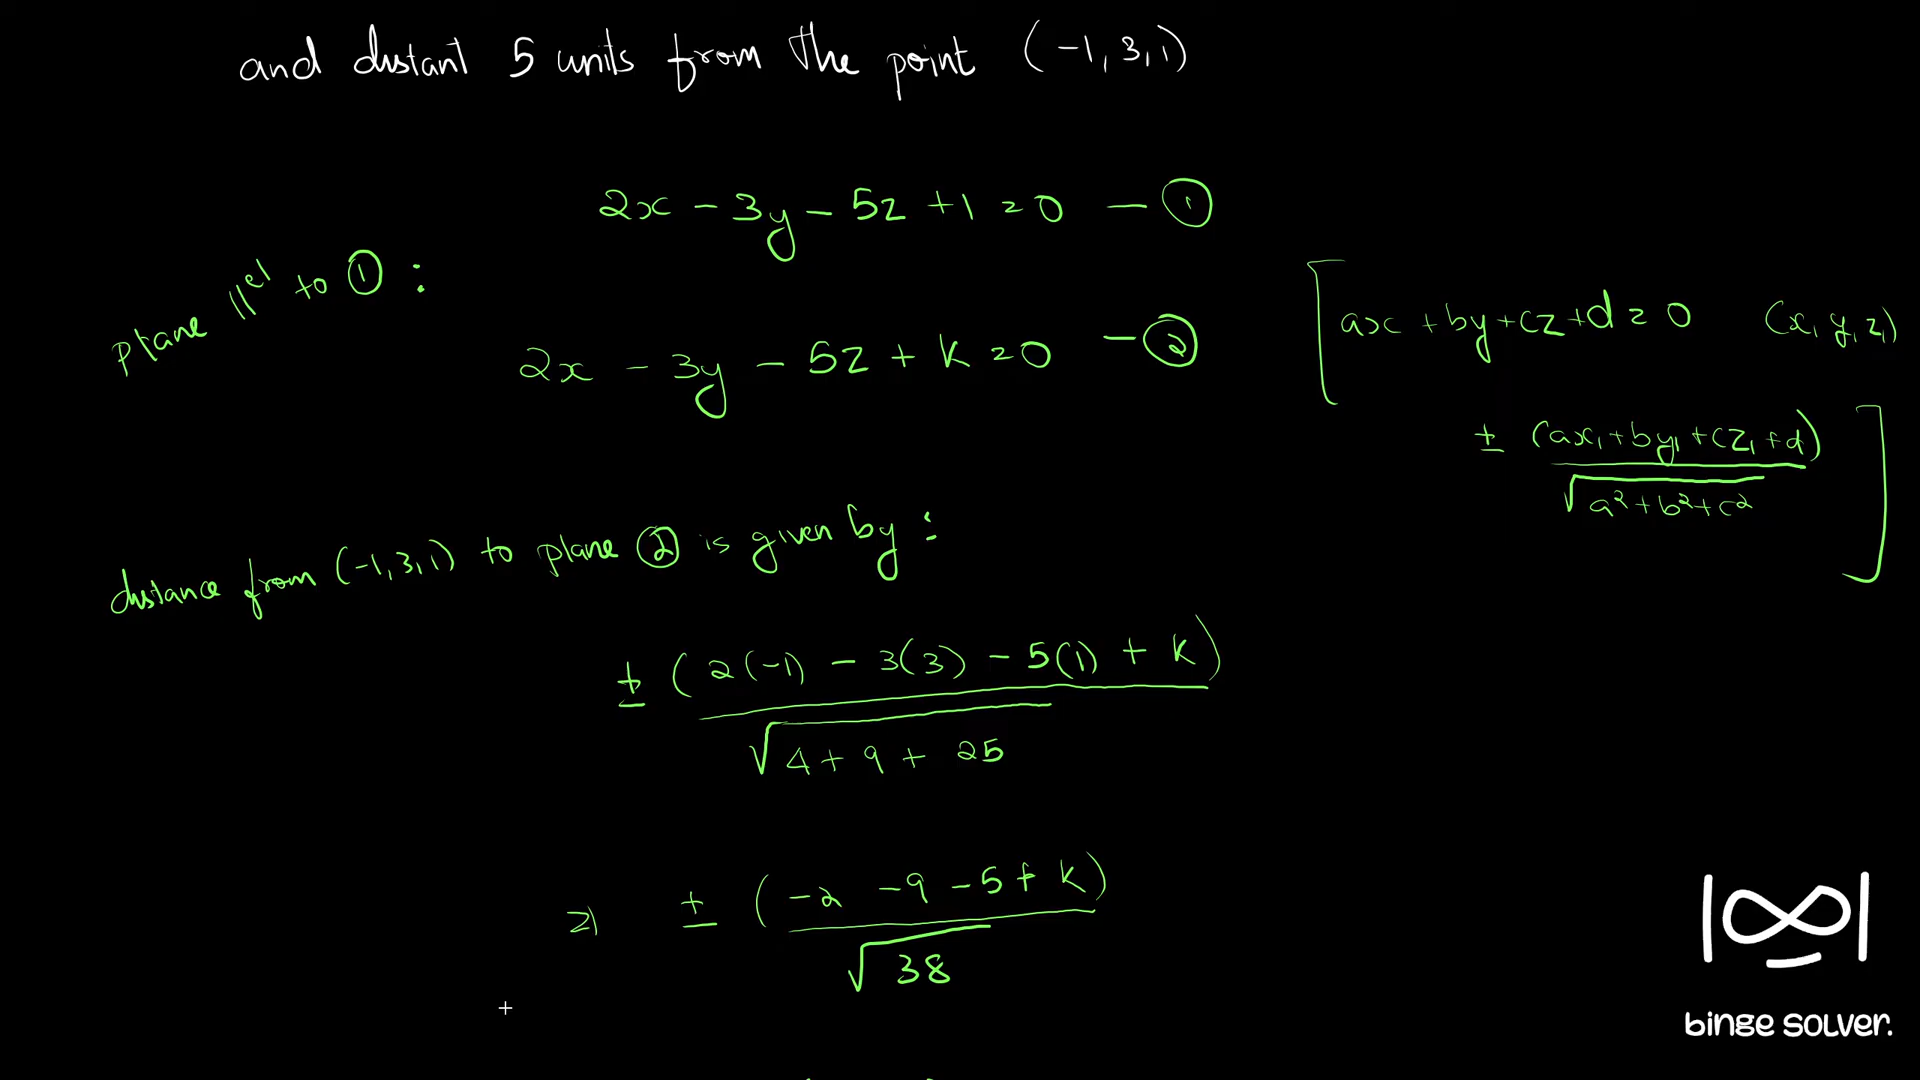 and distant 5 units from the point (-1, 3, 1)
2x - 3y - 5z + 1 = 0 - ①
plane ||el to ① :
2x - 3y - 5z + k = 0 - ②
[ax + by + cz + d = 0 (x₁ y₁ z₁)
± (ax₁ + by₁ + cz₁ + d) / √a² + b² + c² ]
distance from (-1, 3, 1) to plane ② is given by :
± (2(-1) - 3(3) - 5(1) + k) / √4 + 9 + 25
⇒ ± (-2 -9 -5 + k) / √38
binge solver.